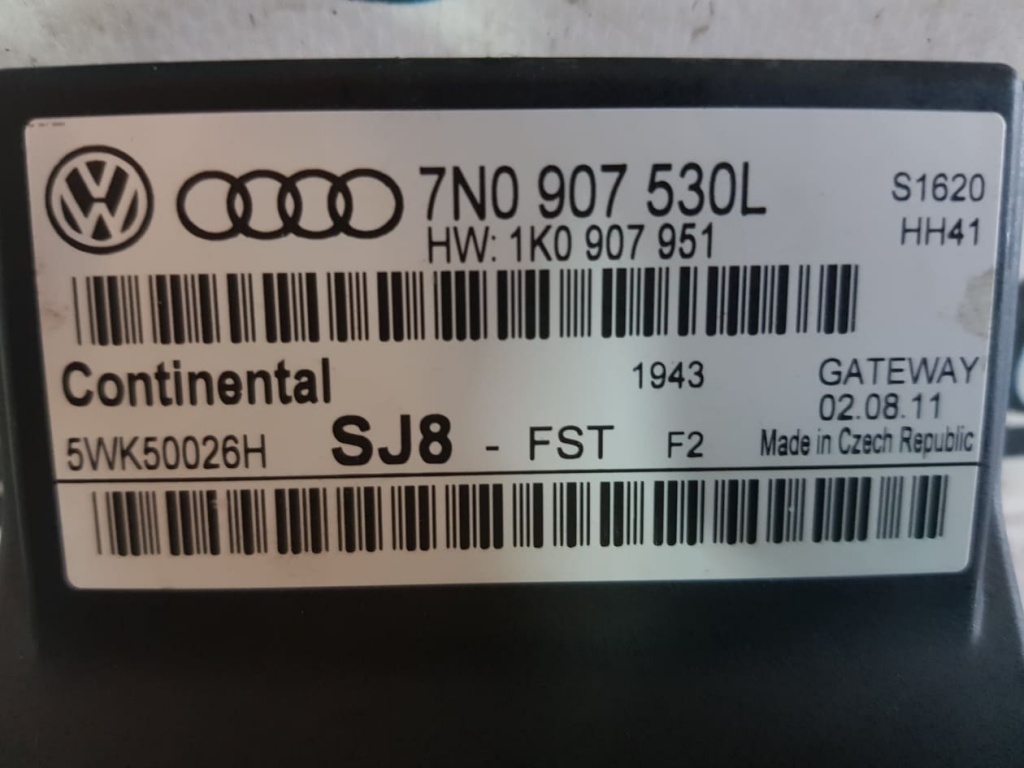 7N0 907 530L
S1620
HW: 1K0 907 951
HH41
Continental
1943
GATEWAY
02.08.11
5WK50026H
SJ8 - FST F2
Made in Czech Republic